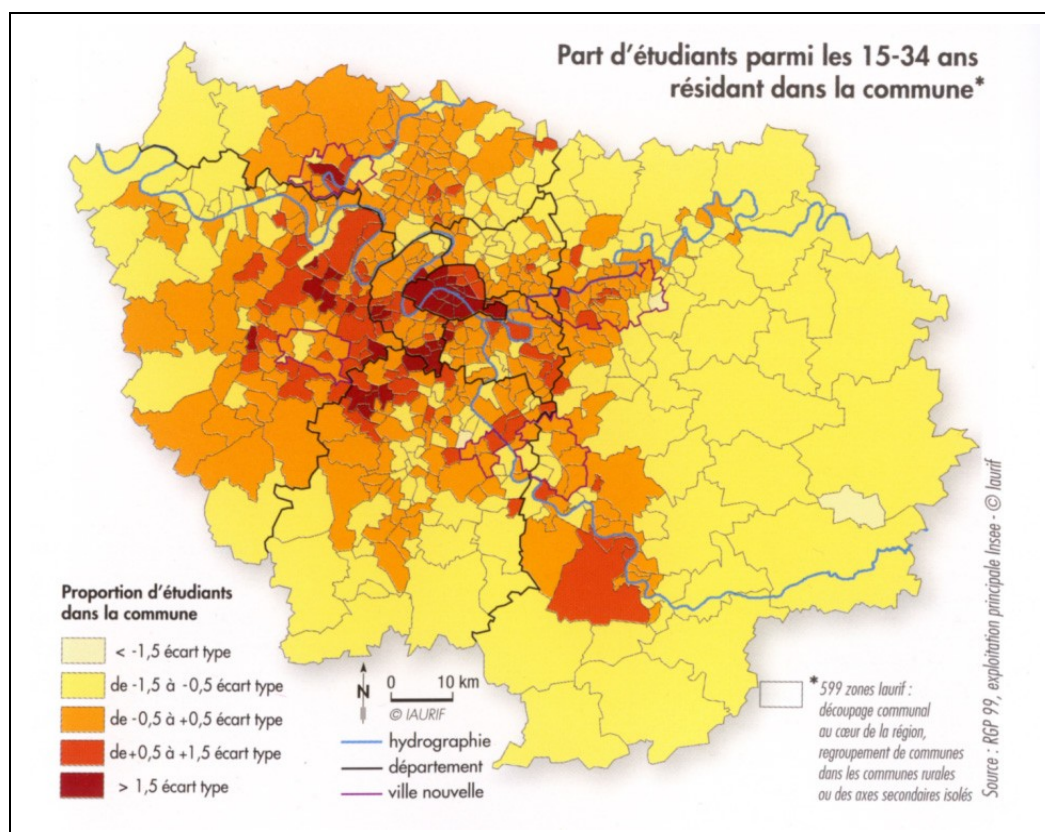 Part d'étudiants parmi les 15-34 ans
résidant dans la commune*
Proportion d'étudiants
dans la commune
< -1,5 écart type
de -1,5 à -0,5 écart type
de -0,5 à +0,5 écart type
de+0,5 à +1,5 écart type
> 1,5 écart type
N
0 10 km
© IAURIF
hydrographie
département
ville nouvelle
*599 zones Iaurif :
découpage communal
au cœur de la région,
regroupement de communes
dans les communes rurales
ou des axes secondaires isolés
Source : RGP 99, exploitation principale Insee - © Iaurif